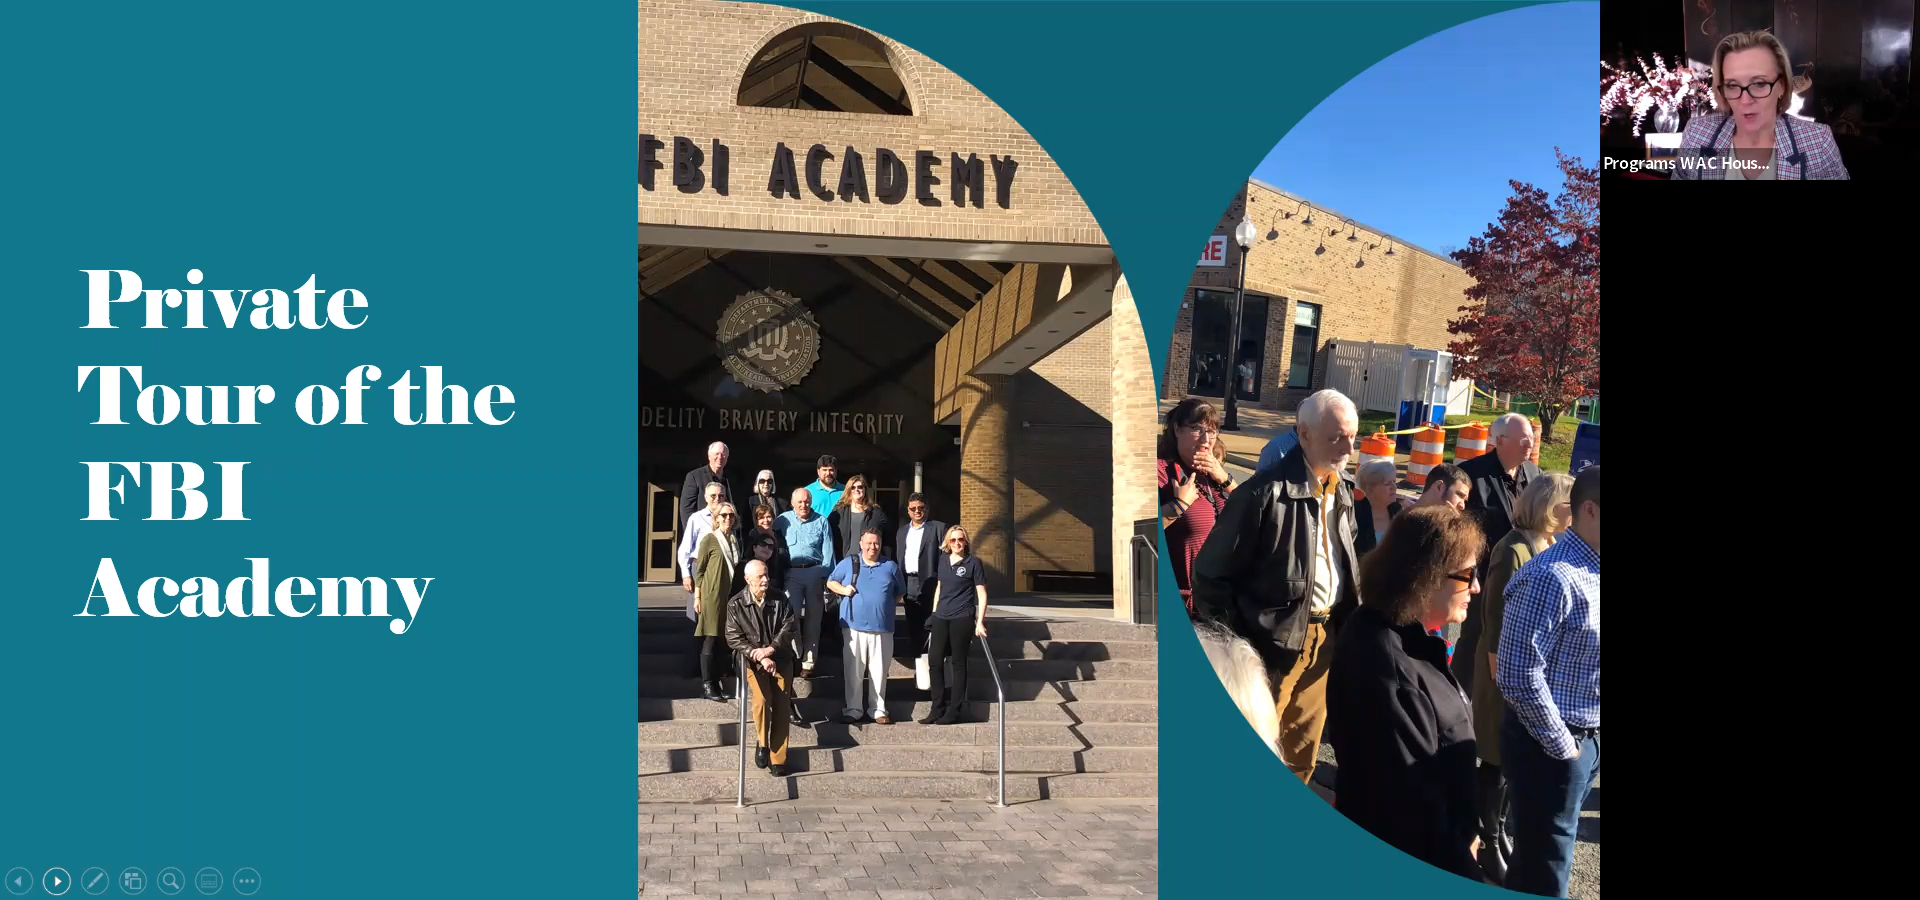 Private
Tour of the
FBI
Academy
FBI ACADEMY
DELITY BRAVERY INTEGRITY
RE
Programs WAC Hous...